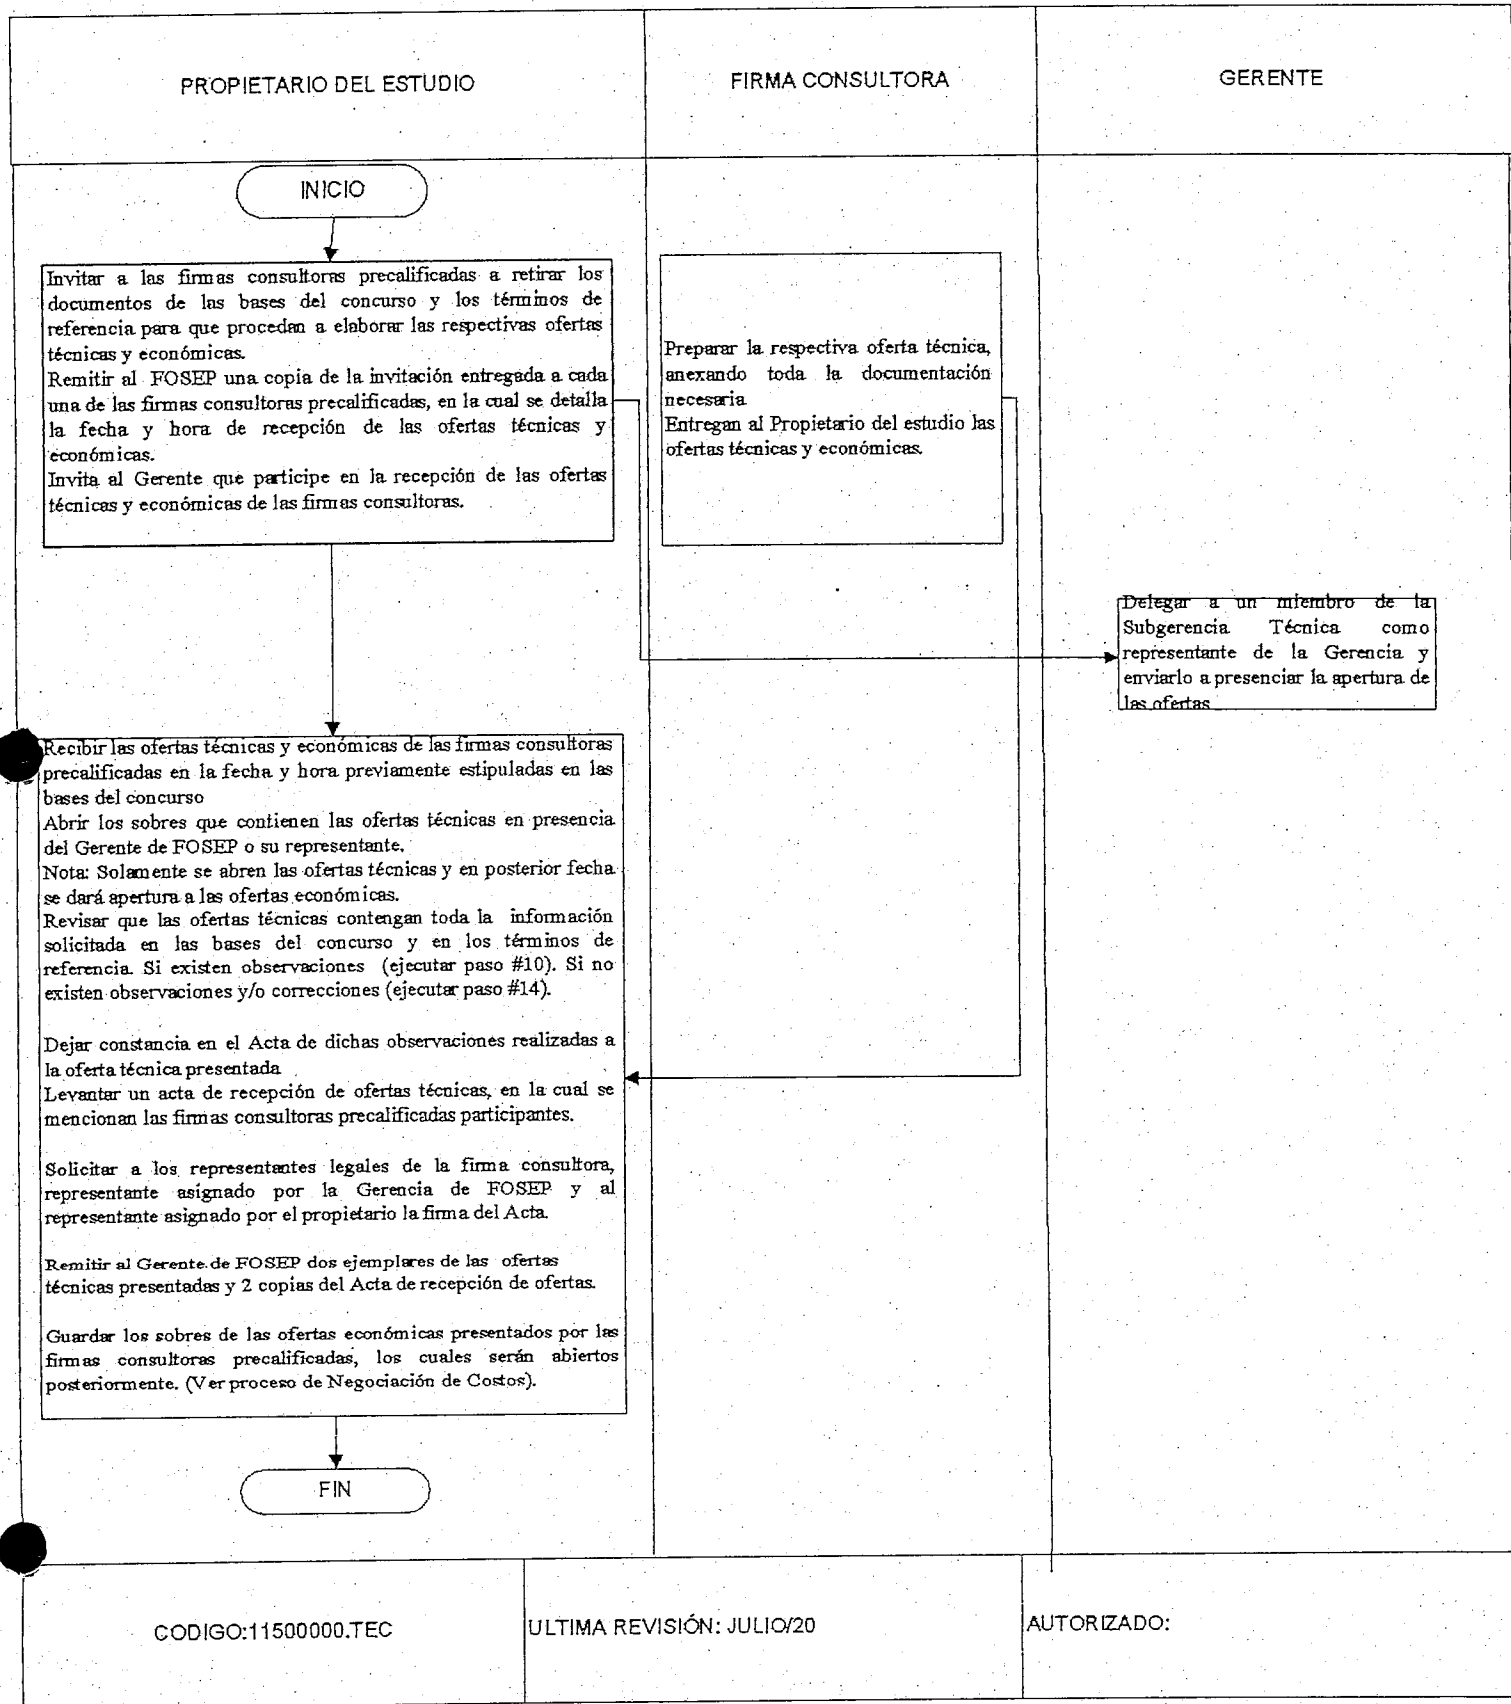 PROPIETARIO DEL ESTUDIO
FIRMA CONSULTORA
GERENTE
INICIO
Invitar a las firmas consultoras precalificadas a retirar los
documentos de las bases del concurso y los términos de
referencia para que procedan a elaborar las respectivas ofertas
técnicas y económicas.
Remitir al FOSEP una copia de la invitación entregada a cada
una de las firmas consultoras precalificadas, en la cual se detalla
la fecha y hora de recepción de las ofertas técnicas y
económicas.
Invita al Gerente que participe en la recepción de las ofertas
técnicas y económicas de las firmas consultoras.
Preparar la respectiva oferta técnica,
anexando toda la documentación
necesaria
Entregan al Propietario del estudio las
ofertas técnicas y económicas.
Delegar a un miembro de la
Subgerencia Técnica como
representante de la Gerencia y
enviarlo a presenciar la apertura de
las ofertas
Recibir las ofertas técnicas y económicas de las firmas consultoras
precalificadas en la fecha y hora previamente estipuladas en las
bases del concurso
Abrir los sobres que contienen las ofertas técnicas en presencia
del Gerente de FOSEP o su representante.
Nota: Solamente se abren las ofertas técnicas y en posterior fecha
se dará apertura a las ofertas económicas.
Revisar que las ofertas técnicas contengan toda la información
solicitada en las bases del concurso y en los términos de
referencia. Si existen observaciones (ejecutar paso #10). Si no
existen observaciones y/o correcciones (ejecutar paso #14).
Dejar constancia en el Acta de dichas observaciones realizadas a
la oferta técnica presentada
Levantar un acta de recepción de ofertas técnicas, en la cual se
mencionan las firmas consultoras precalificadas participantes.
Solicitar a los representantes legales de la firma consultora,
representante asignado por la Gerencia de FOSEP y al
representante asignado por el propietario la firma del Acta.
Remitir al Gerente de FOSEP dos ejemplares de las ofertas
técnicas presentadas y 2 copias del Acta de recepción de ofertas.
Guardar los sobres de las ofertas económicas presentados por las
firmas consultoras precalificadas, los cuales serán abiertos
posteriormente. (Ver proceso de Negociación de Costos).
FIN
CODIGO:11500000.TEC
ULTIMA REVISIÓN: JULIO/20
AUTORIZADO: